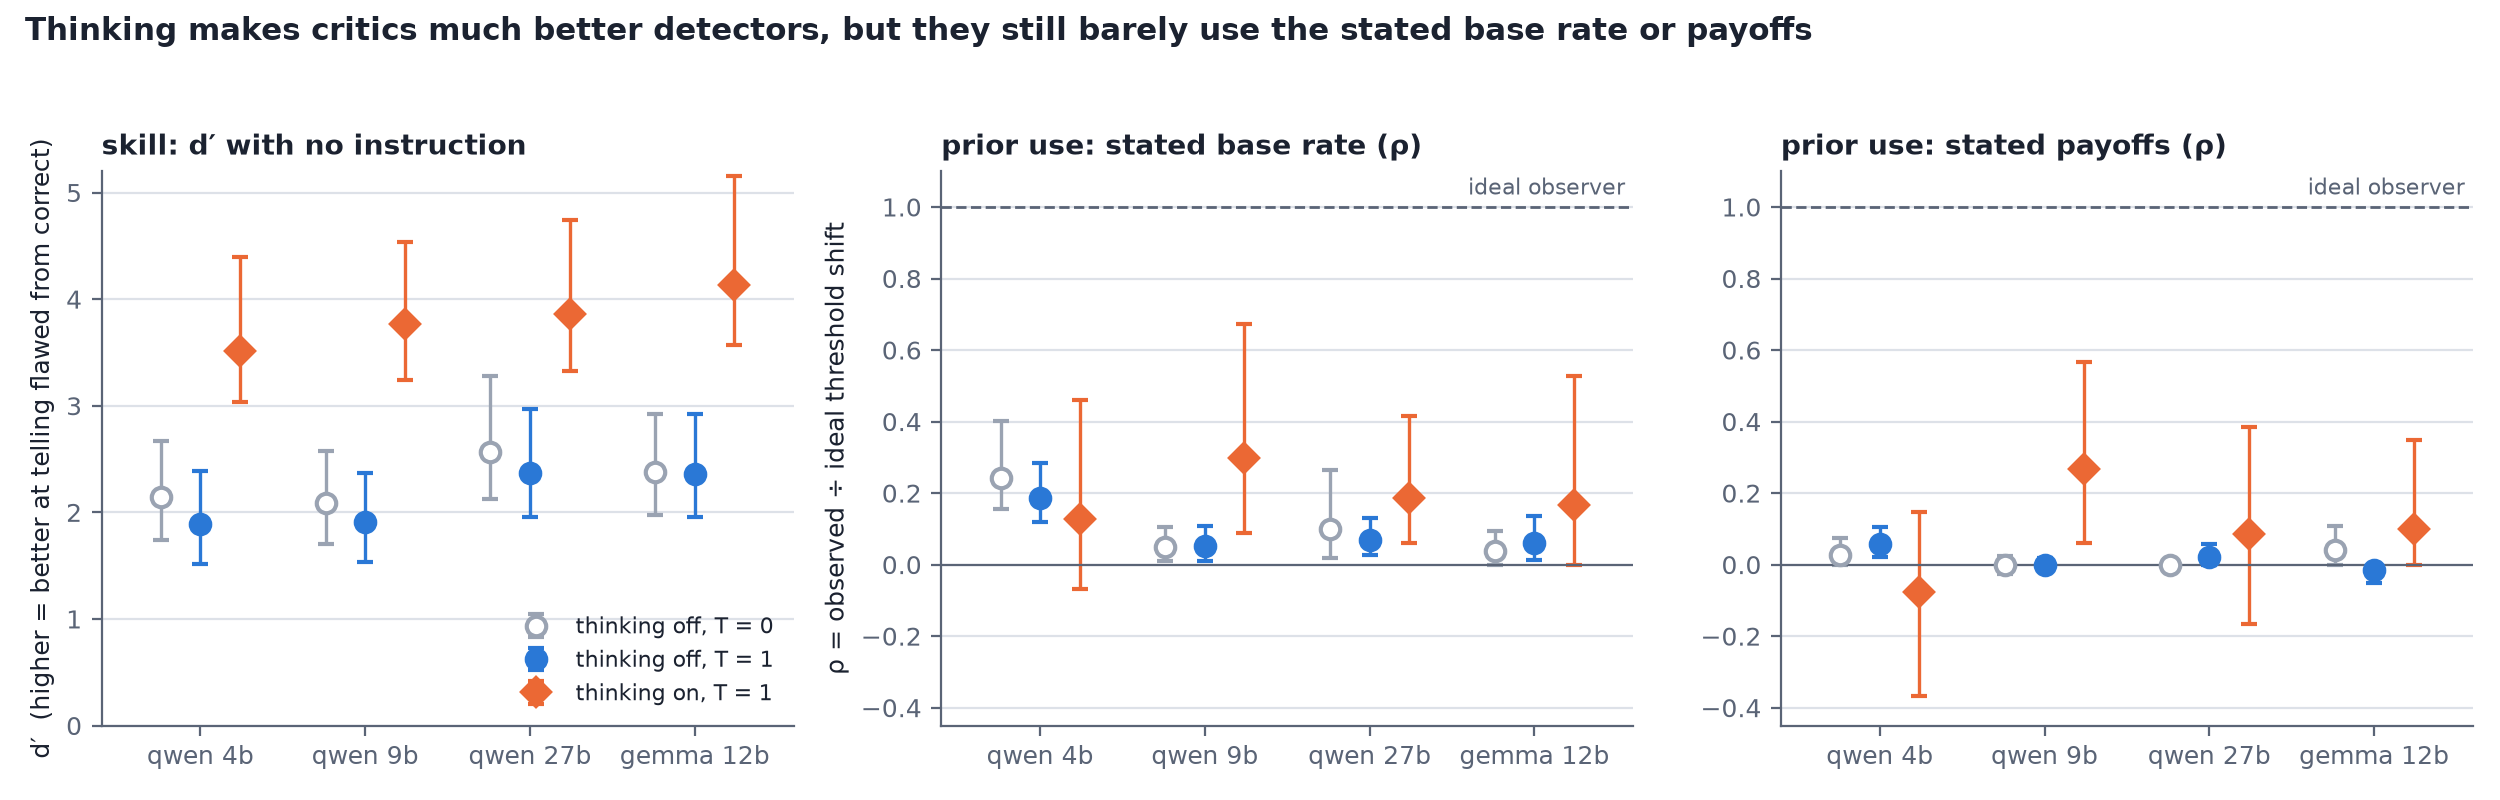 Thinking makes critics much better detectors, but they still barely use the stated base rate or payoffs
skill: d′ with no instruction
d′ (higher = better at telling flawed from correct)
5
4
3
2
1
0
qwen 4b
qwen 9b
qwen 27b
gemma 12b
thinking off, T = 0
thinking off, T = 1
thinking on, T = 1
prior use: stated base rate (ρ)
ρ = observed ÷ ideal threshold shift
ideal observer
1.0
0.8
0.6
0.4
0.2
0.0
−0.2
−0.4
qwen 4b
qwen 9b
qwen 27b
gemma 12b
prior use: stated payoffs (ρ)
ideal observer
1.0
0.8
0.6
0.4
0.2
0.0
−0.2
−0.4
qwen 4b
qwen 9b
qwen 27b
gemma 12b